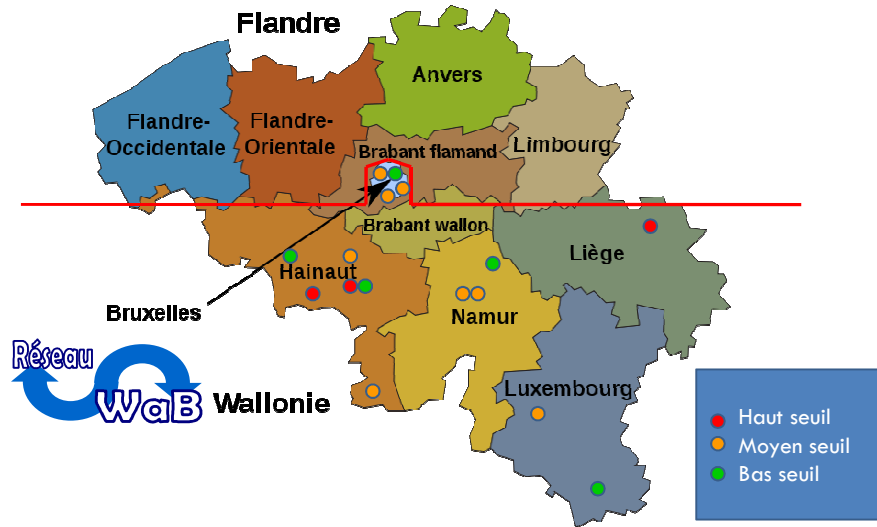 Flandre
Anvers
Flandre-
Occidentale
Flandre-
Orientale
Brabant flamand
Limbourg
Brabant wallon
Liège
Hainaut
Bruxelles
Namur
Réseau
WaB
Wallonie
Luxembourg
Haut seuil
Moyen seuil
Bas seuil